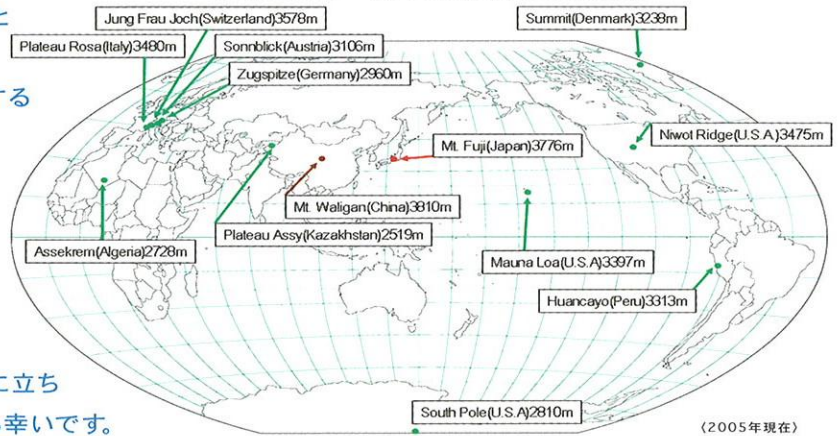 Jung Frau Joch(Switzerland)3578m
Summit(Denmark)3238m
Plateau Rosa(Italy)3480m
Sonnblick(Austria)3106m
Zugspitze(Germany)2960m
する
Mt. Fuji(Japan)3776m
Niwot Ridge(U.S.A)3475m
Mt. Waligan(China)3810m
Plateau Assy(Kazakhstan)2519m
Assekrem(Algeria)2728m
Mauna Loa(U.S.A)3397m
Huancayo(Peru)3313m
に立ち
幸いです。
South Pole(U.S.A)2810m
(2005年現在)